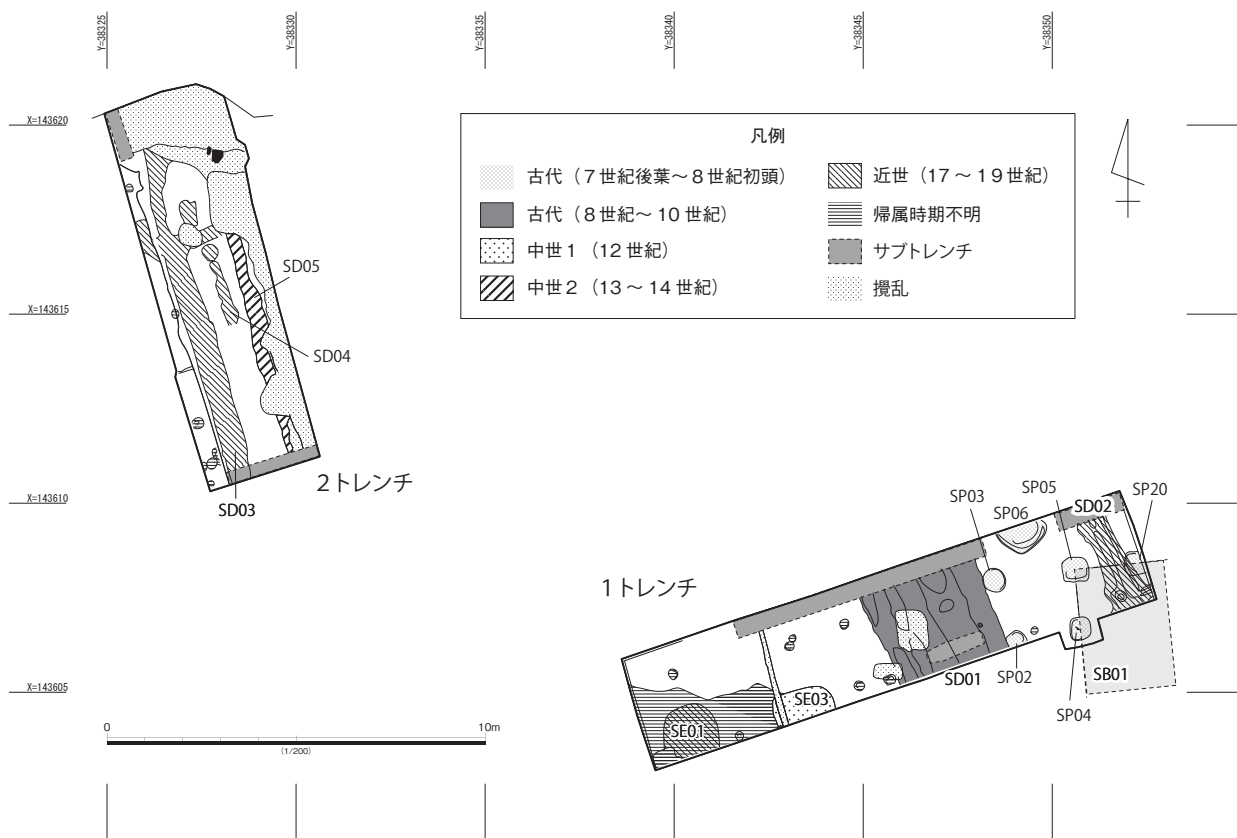 Y=38325
Y=38330
Y=38335
Y=38340
Y=38345
Y=38350
X=143620
X=143615
X=143610
X=143605
凡例
古代（7世紀後葉～8世紀初頭）
古代（8世紀～10世紀）
中世1（12世紀）
中世2（13～14世紀）
近世（17～19世紀）
帰属時期不明
サブトレンチ
攪乱
SD05
SD04
2トレンチ
SD03
SP05
SP20
SP03
SD02
SP06
1トレンチ
SE03
SD01
SP02
SB01
SP04
SE01
0
10m
(1/200)